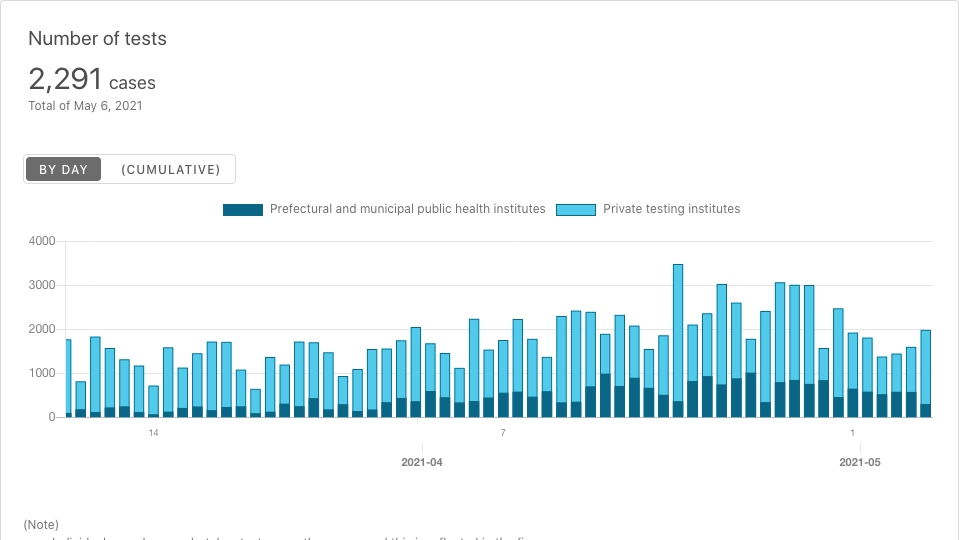 Number of tests
2,291 cases
Total of May 6, 2021
BY DAY (CUMULATIVE)
Prefectural and municipal public health institutes Private testing institutes
4000
3000
2000
1000
0
14 7 1
2021-04 2021-05
(Note)